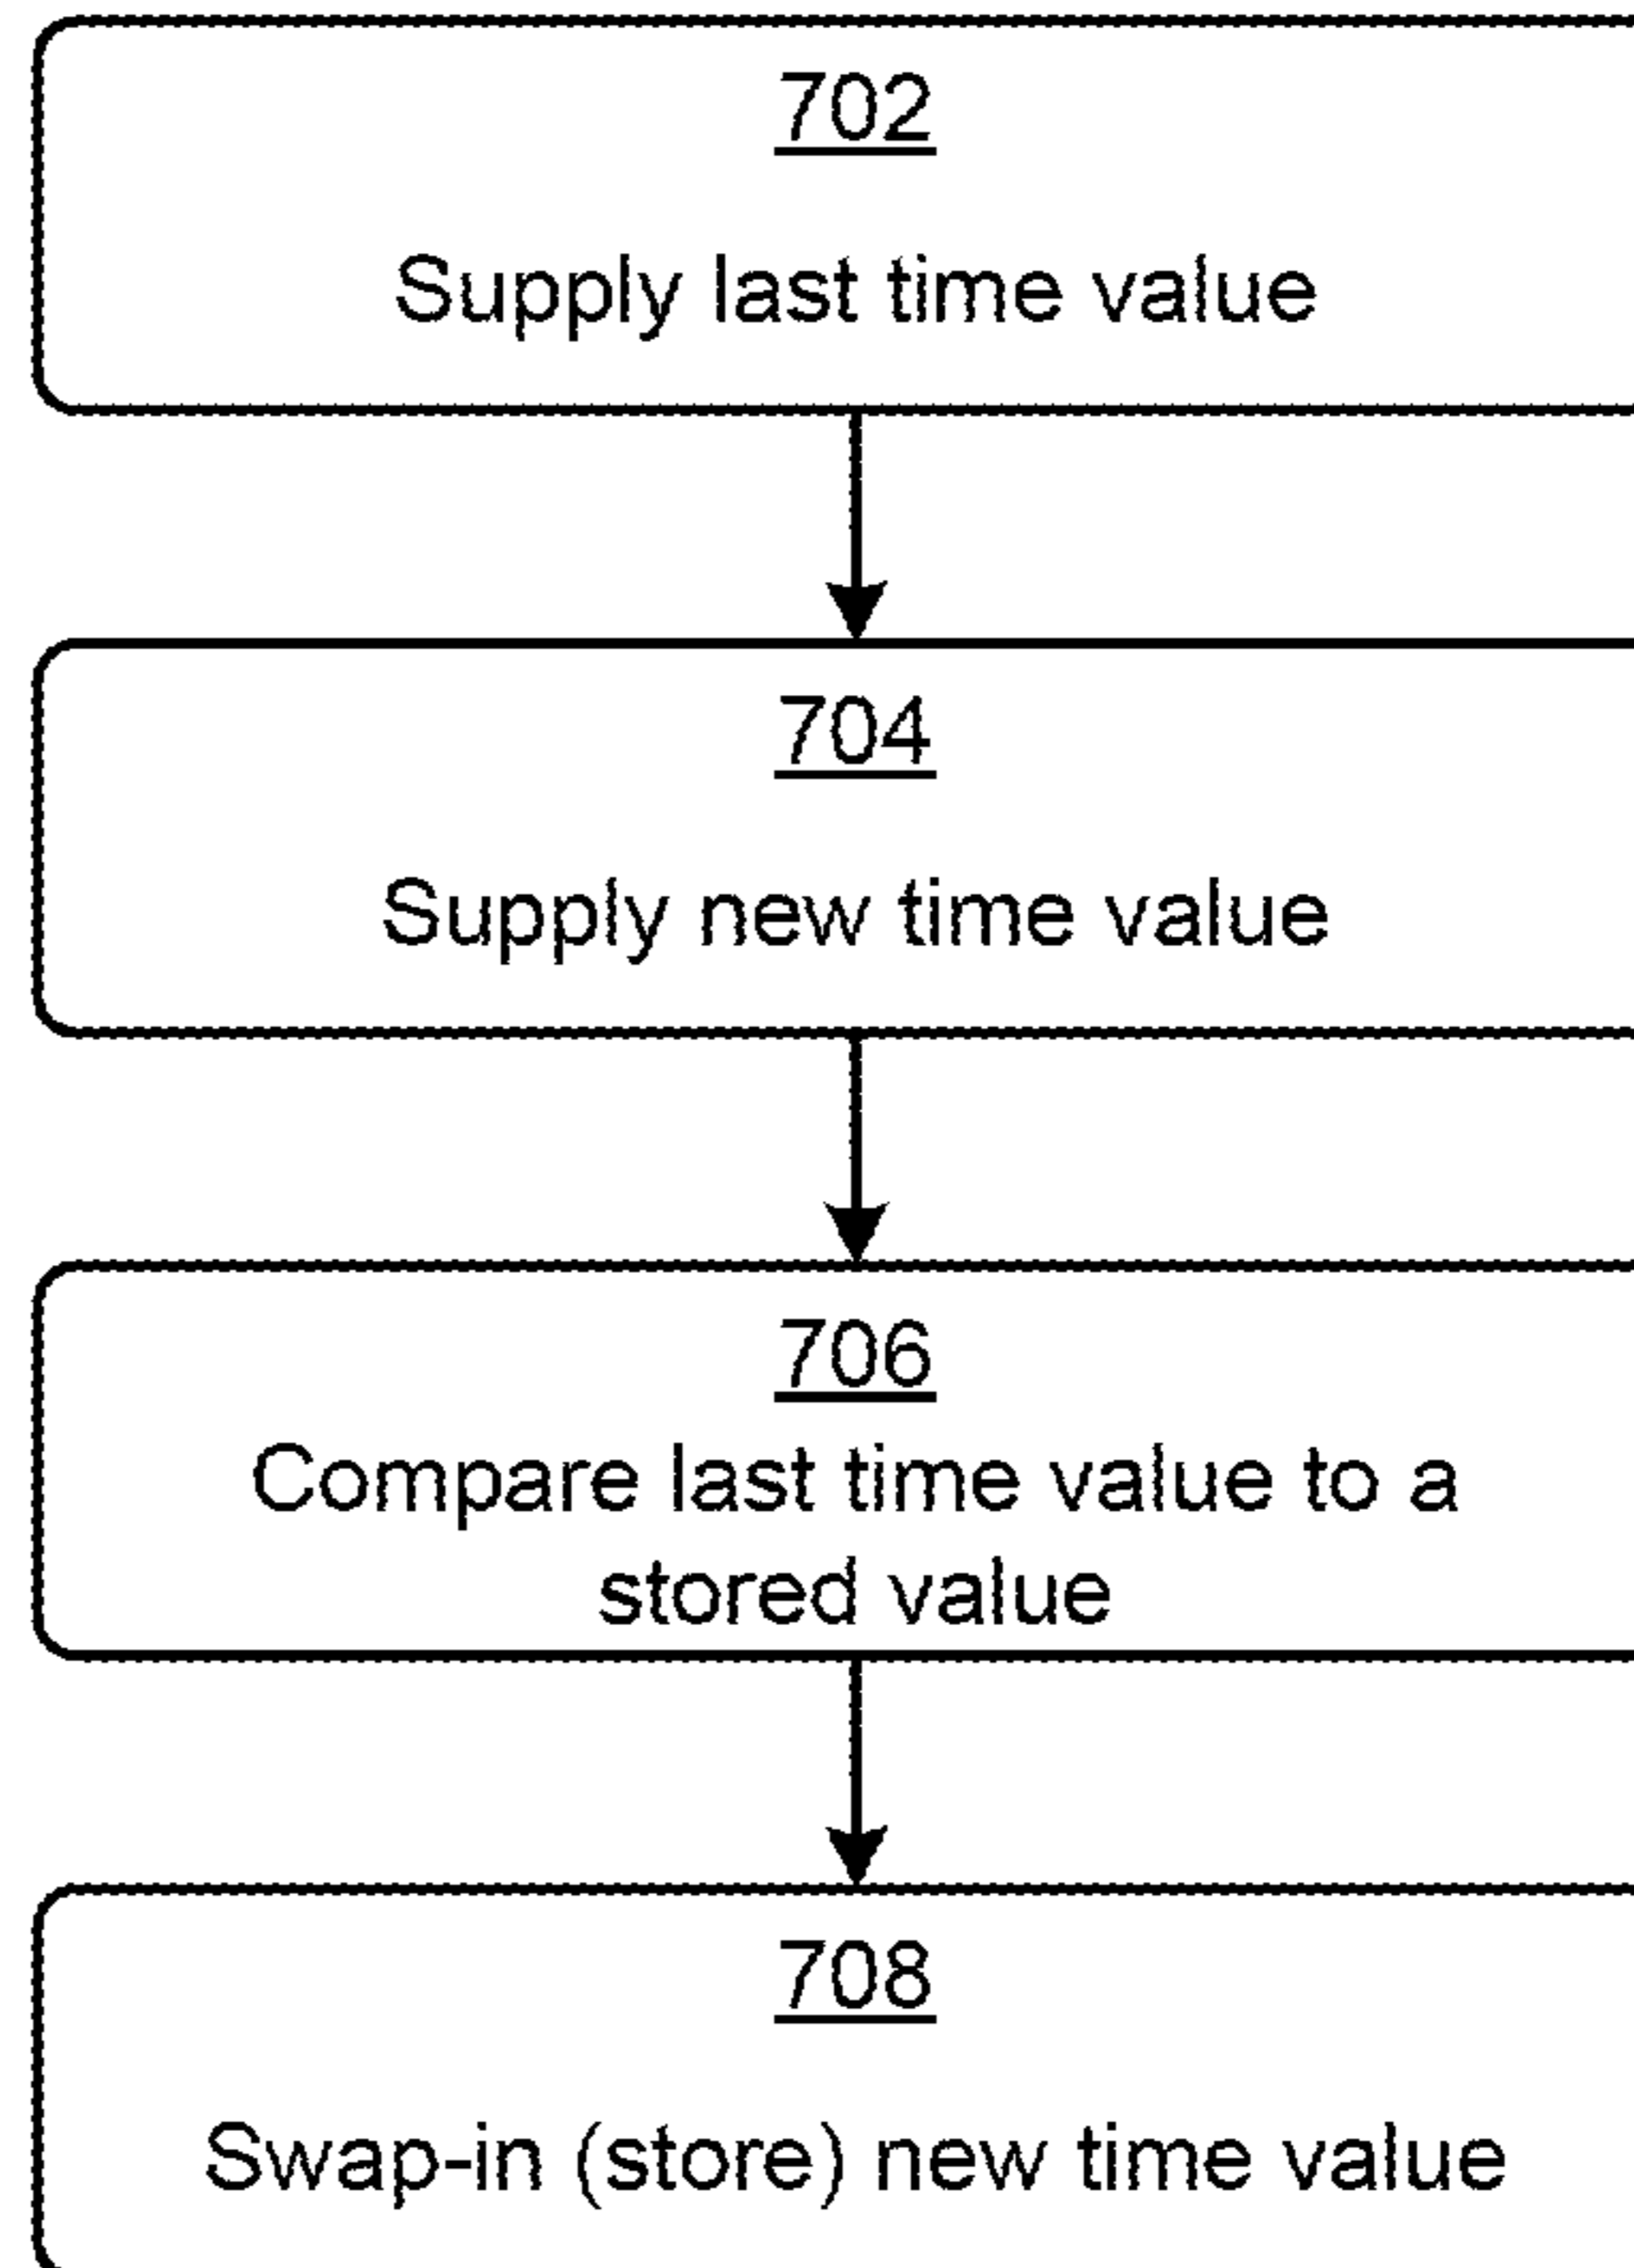 702
Supply last time value
704
Supply new time value
706
Compare last time value to a
stored value
708
Swap-in (store) new time value